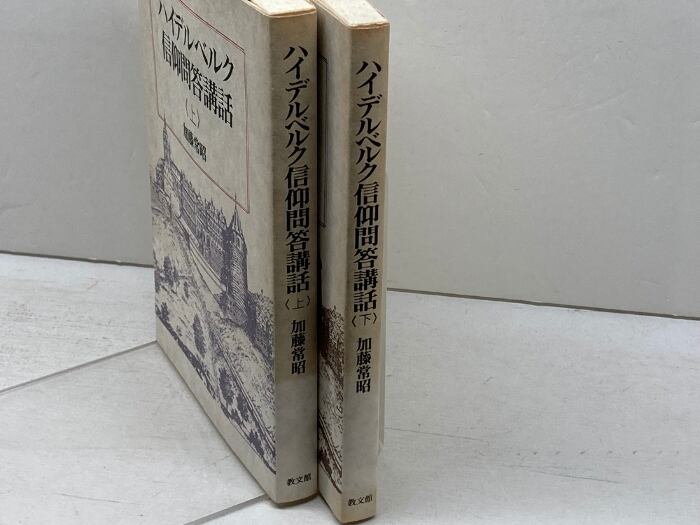 ハイデルベルク
信仰問答講話
〈上〉
加藤常昭
ハイデルベルク信仰問答講話〈上〉
加藤常昭
教文館
ハイデルベルク信仰問答講話〈下〉
加藤常昭
教文館